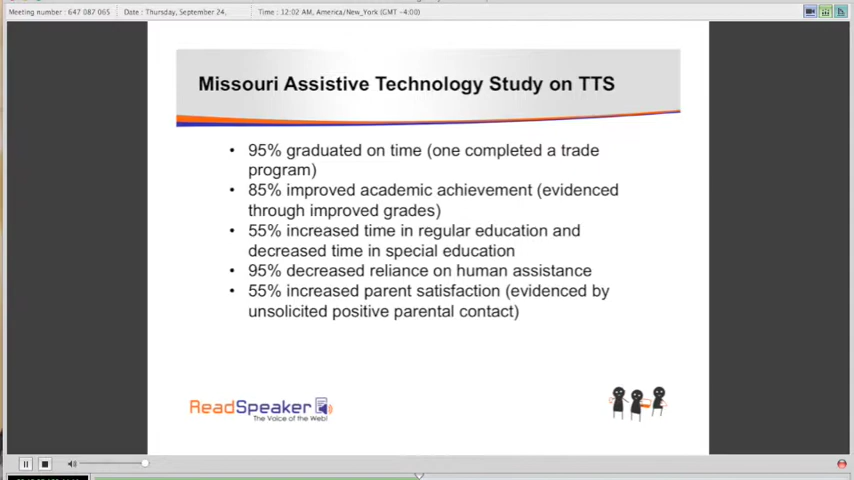 Meeting number : 647 087 065 Date : Thursday, September 24, Time : 12:02 AM, America/New_York (GMT -4:00)
Missouri Assistive Technology Study on TTS
• 95% graduated on time (one completed a trade
program)
• 85% improved academic achievement (evidenced
through improved grades)
• 55% increased time in regular education and
decreased time in special education
• 95% decreased reliance on human assistance
• 55% increased parent satisfaction (evidenced by
unsolicited positive parental contact)
ReadSpeaker
The Voice of the Web!